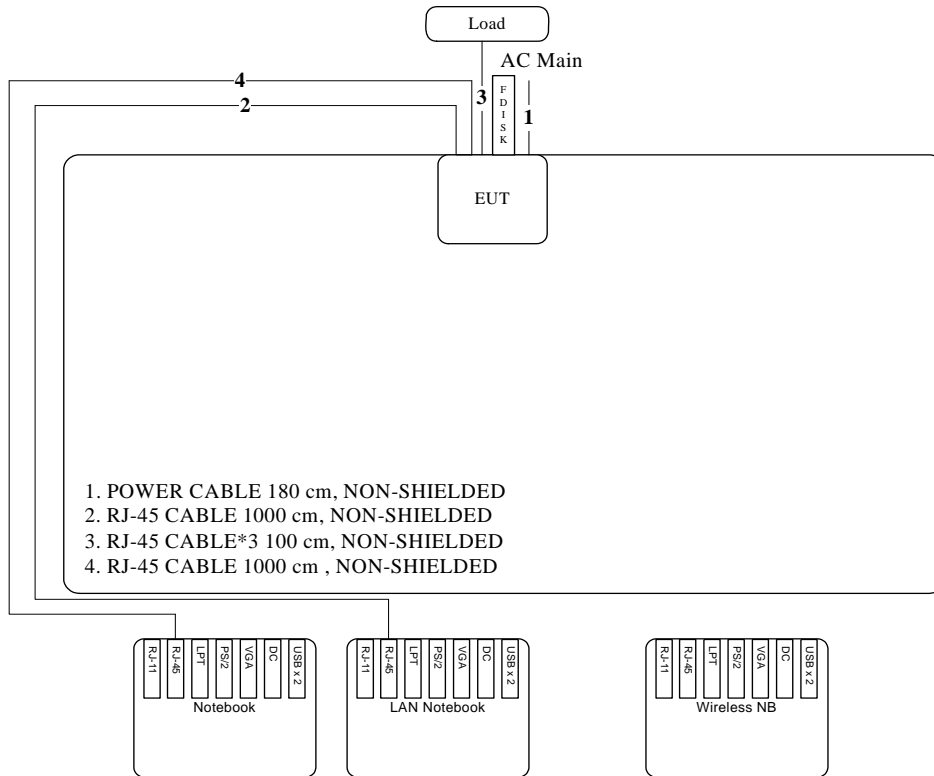 Load
AC Main
4
2
3
FDISK
1
EUT
1. POWER CABLE 180 cm, NON-SHIELDED
2. RJ-45 CABLE 1000 cm, NON-SHIELDED
3. RJ-45 CABLE*3 100 cm, NON-SHIELDED
4. RJ-45 CABLE 1000 cm , NON-SHIELDED
RJ-11
RJ-45
LPT
PS/2
VGA
DC
USB x 2
Notebook
RJ-11
RJ-45
LPT
PS/2
VGA
DC
USB x 2
LAN Notebook
RJ-11
RJ-45
LPT
PS/2
VGA
DC
USB x 2
Wireless NB